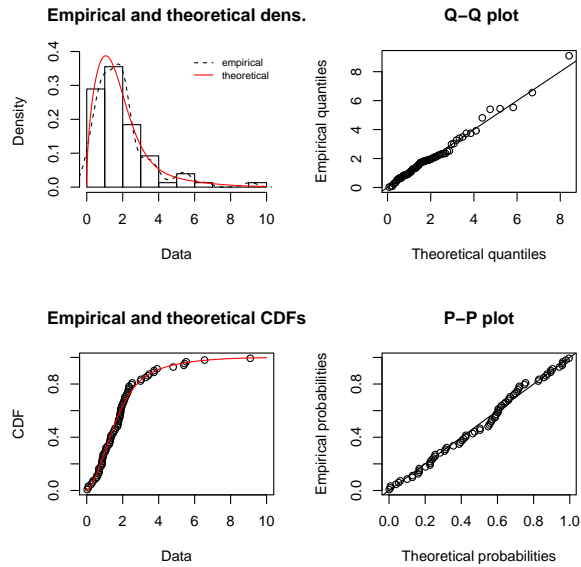 Empirical and theoretical dens.
Density
0.0 0.1 0.2 0.3 0.4
empirical
theoretical
0 2 4 6 8 10
Data
Q−Q plot
Empirical quantiles
0 2 4 6 8
0 2 4 6 8
Theoretical quantiles
Empirical and theoretical CDFs
CDF
0.0 0.4 0.8
0 2 4 6 8 10
Data
P−P plot
Empirical probabilities
0.0 0.4 0.8
0.0 0.2 0.4 0.6 0.8 1.0
Theoretical probabilities